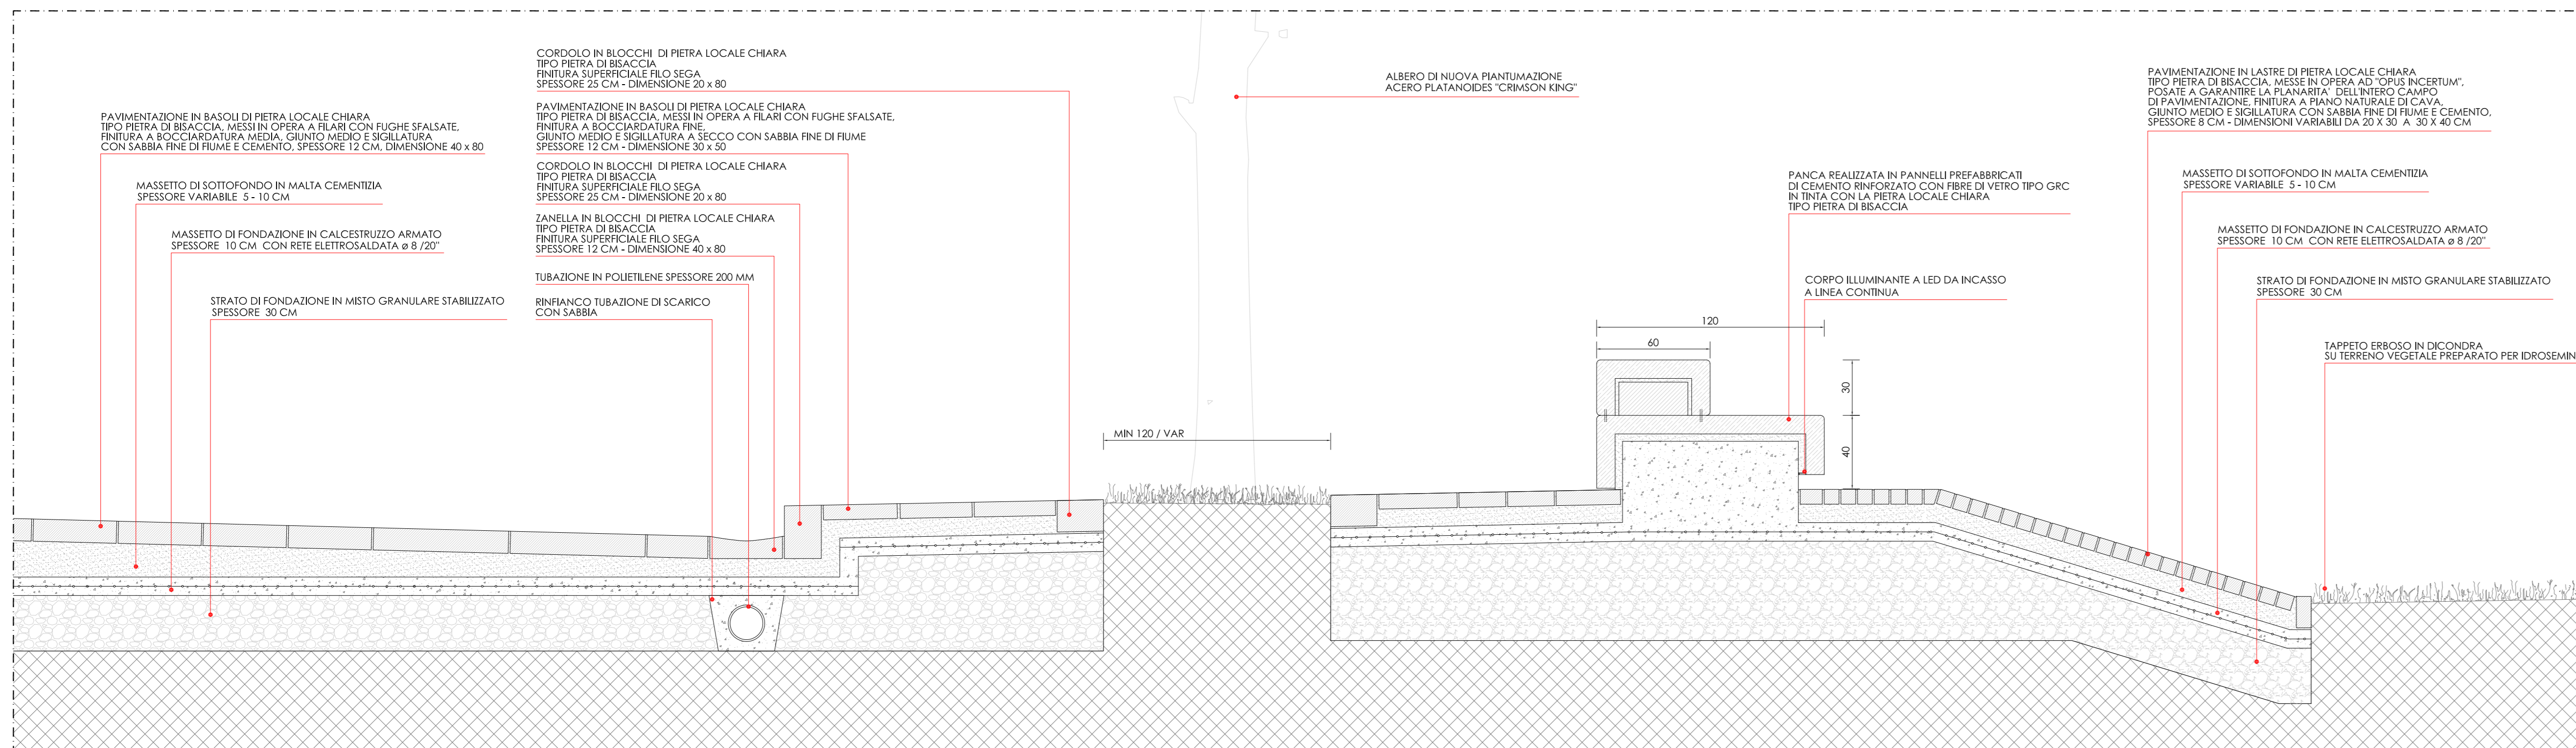 PAVIMENTAZIONE IN BASOLI DI PIETRA LOCALE CHIARA
TIPO PIETRA DI BISACCIA, MESSI IN OPERA A FILARI CON FUGHE SFALSATE,
FINITURA A BOCCIARDATURA MEDIA, GIUNTO MEDIO E SIGILLATURA
CON SABBIA FINE DI FIUME E CEMENTO, SPESSORE 12 CM, DIMENSIONE 40 x 80
MASSETTO DI SOTTOFONDO IN MALTA CEMENTIZIA
SPESSORE VARIABILE 5 - 10 CM
MASSETTO DI FONDAZIONE IN CALCESTRUZZO ARMATO
SPESSORE 10 CM CON RETE ELETTROSALDATA ø 8 /20"
STRATO DI FONDAZIONE IN MISTO GRANULARE STABILIZZATO
SPESSORE 30 CM
CORDOLO IN BLOCCHI DI PIETRA LOCALE CHIARA
TIPO PIETRA DI BISACCIA
FINITURA SUPERFICIALE FILO SEGA
SPESSORE 25 CM - DIMENSIONE 20 x 80
PAVIMENTAZIONE IN BASOLI DI PIETRA LOCALE CHIARA
TIPO PIETRA DI BISACCIA, MESSI IN OPERA A FILARI CON FUGHE SFALSATE,
FINITURA A BOCCIARDATURA FINE,
GIUNTO MEDIO E SIGILLATURA A SECCO CON SABBIA FINE DI FIUME
SPESSORE 12 CM - DIMENSIONE 30 x 50
CORDOLO IN BLOCCHI DI PIETRA LOCALE CHIARA
TIPO PIETRA DI BISACCIA
FINITURA SUPERFICIALE FILO SEGA
SPESSORE 25 CM - DIMENSIONE 20 x 80
ZANELLA IN BLOCCHI DI PIETRA LOCALE CHIARA
TIPO PIETRA DI BISACCIA
FINITURA SUPERFICIALE FILO SEGA
SPESSORE 12 CM - DIMENSIONE 40 x 80
TUBAZIONE IN POLIETILENE SPESSORE 200 MM
RINFIANCO TUBAZIONE DI SCARICO
CON SABBIA
MIN 120 / VAR
ALBERO DI NUOVA PIANTUMAZIONE
ACERO PLATANOIDES "CRIMSON KING"
PANCA REALIZZATA IN PANNELLI PREFABBRICATI
DI CEMENTO RINFORZATO CON FIBRE DI VETRO TIPO GRC
IN TINTA CON LA PIETRA LOCALE CHIARA
TIPO PIETRA DI BISACCIA
CORPO ILLUMINANTE A LED DA INCASSO
A LINEA CONTINUA
120
60
30
40
PAVIMENTAZIONE IN LASTRE DI PIETRA LOCALE CHIARA
TIPO PIETRA DI BISACCIA, MESSE IN OPERA AD "OPUS INCERTUM",
POSATE A GARANTIRE LA PLANARITA' DELL'INTERO CAMPO
DI PAVIMENTAZIONE, FINITURA A PIANO NATURALE DI CAVA,
GIUNTO MEDIO E SIGILLATURA CON SABBIA FINE DI FIUME E CEMENTO,
SPESSORE 8 CM - DIMENSIONI VARIABILI DA 20 X 30 A 30 X 40 CM
MASSETTO DI SOTTOFONDO IN MALTA CEMENTIZIA
SPESSORE VARIABILE 5 - 10 CM
MASSETTO DI FONDAZIONE IN CALCESTRUZZO ARMATO
SPESSORE 10 CM CON RETE ELETTROSALDATA ø 8 /20"
STRATO DI FONDAZIONE IN MISTO GRANULARE STABILIZZATO
SPESSORE 30 CM
TAPPETO ERBOSO IN DICONDRA
SU TERRENO VEGETALE PREPARATO PER IDROSEMIN